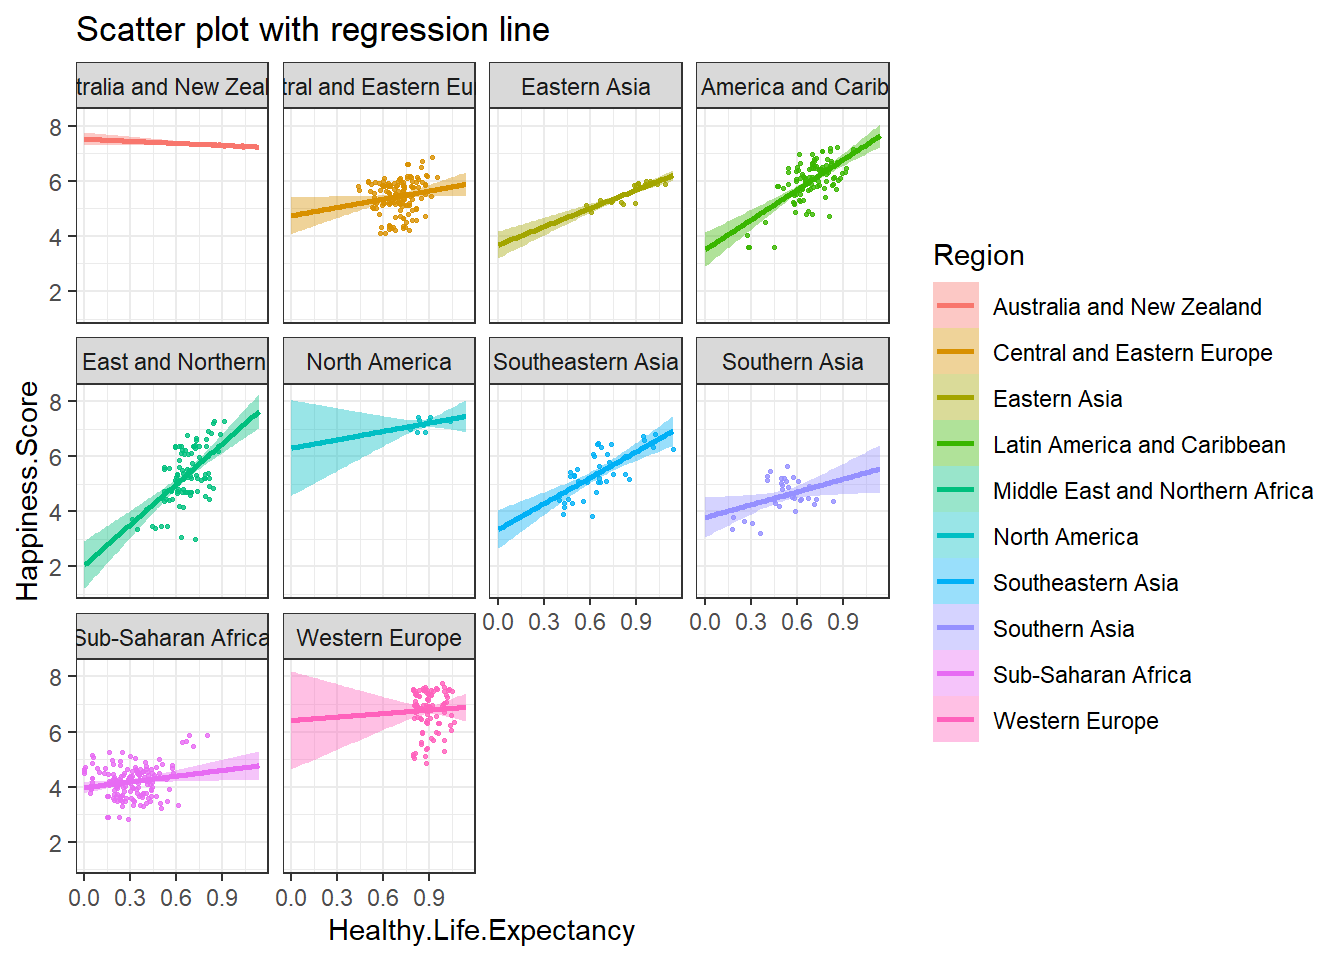 Scatter plot with regression line
tralia and New Zeal
tral and Eastern Eu
Eastern Asia
America and Carib
8
6
4
2
East and Northern
North America
Southeastern Asia
Southern Asia
8
6
4
2
0.0 0.3 0.6 0.9
0.0 0.3 0.6 0.9
Sub-Saharan Africa
Western Europe
8
6
4
2
0.0 0.3 0.6 0.9
0.0 0.3 0.6 0.9
Healthy.Life.Expectancy
Happiness.Score
Region
Australia and New Zealand
Central and Eastern Europe
Eastern Asia
Latin America and Caribbean
Middle East and Northern Africa
North America
Southeastern Asia
Southern Asia
Sub-Saharan Africa
Western Europe